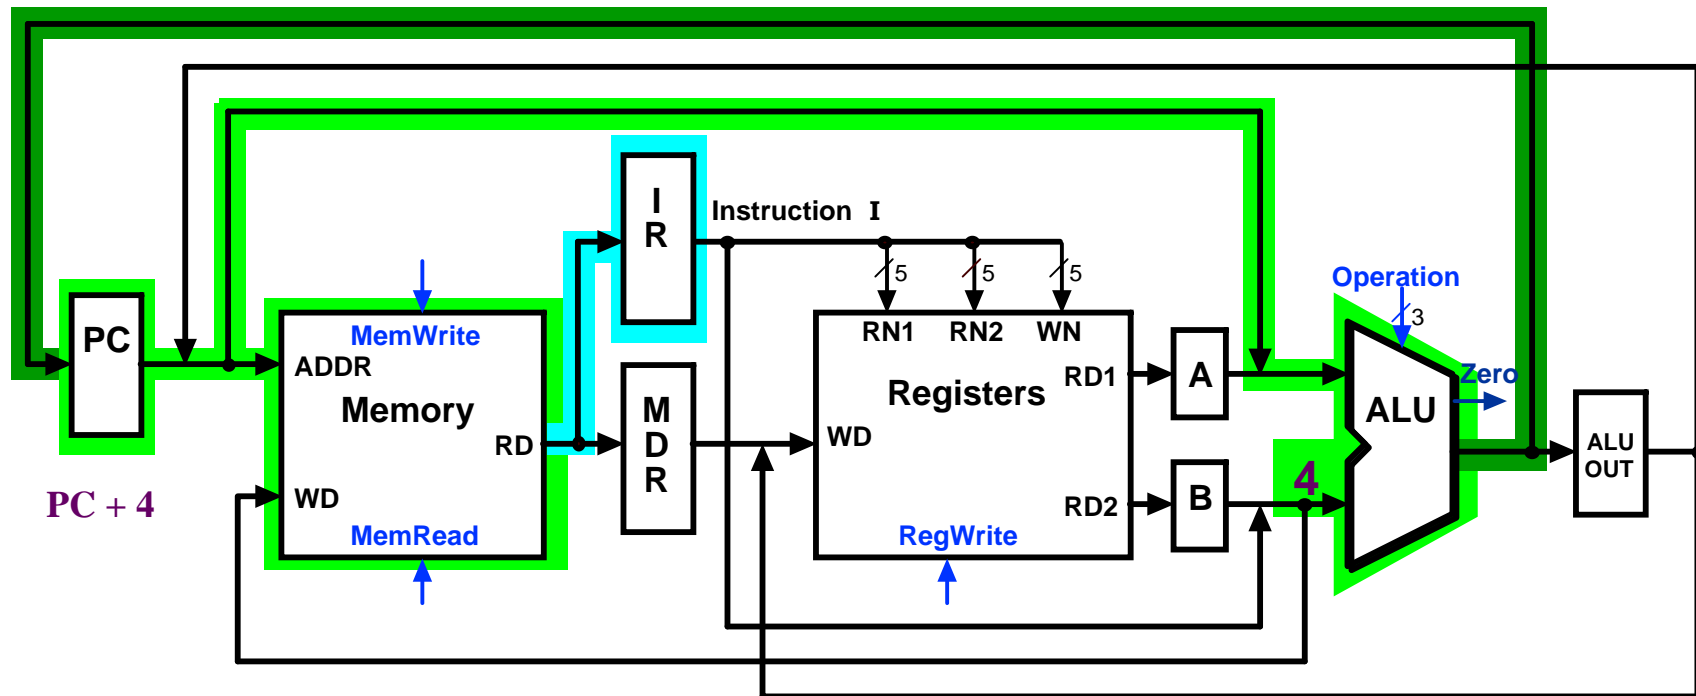 I
R
Instruction I
5
5
5
Operation
3
PC
MemWrite
RN1
RN2
WN
ADDR
RD1
A
Zero
Memory
M
D
R
Registers
ALU
RD
WD
4
ALU
OUT
PC + 4
WD
RD2
B
MemRead
RegWrite